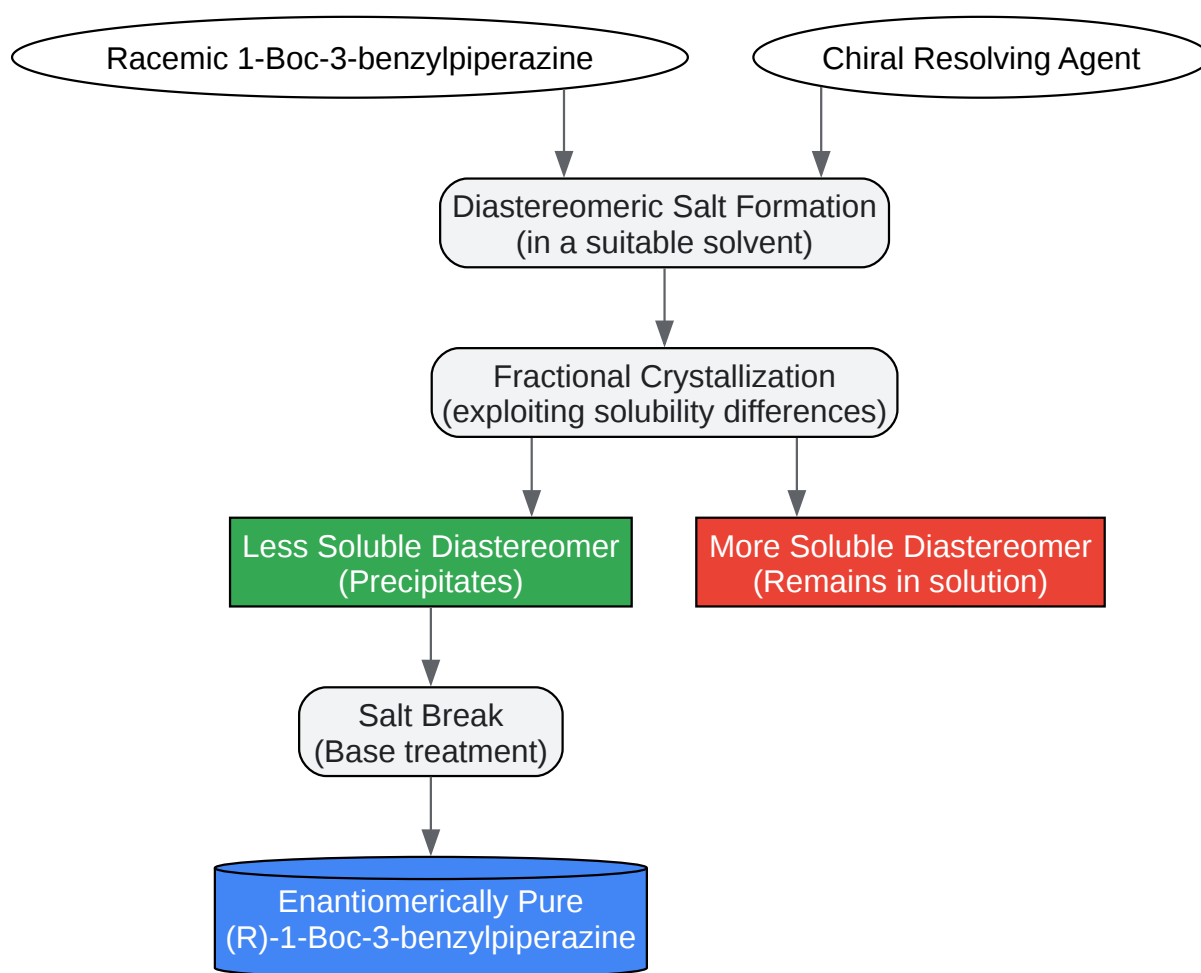 Racemic 1-Boc-3-benzylpiperazine
Chiral Resolving Agent
Diastereomeric Salt Formation
(in a suitable solvent)
Fractional Crystallization
(exploiting solubility differences)
Less Soluble Diastereomer
(Precipitates)
More Soluble Diastereomer
(Remains in solution)
Salt Break
(Base treatment)
Enantiomerically Pure
(R)-1-Boc-3-benzylpiperazine